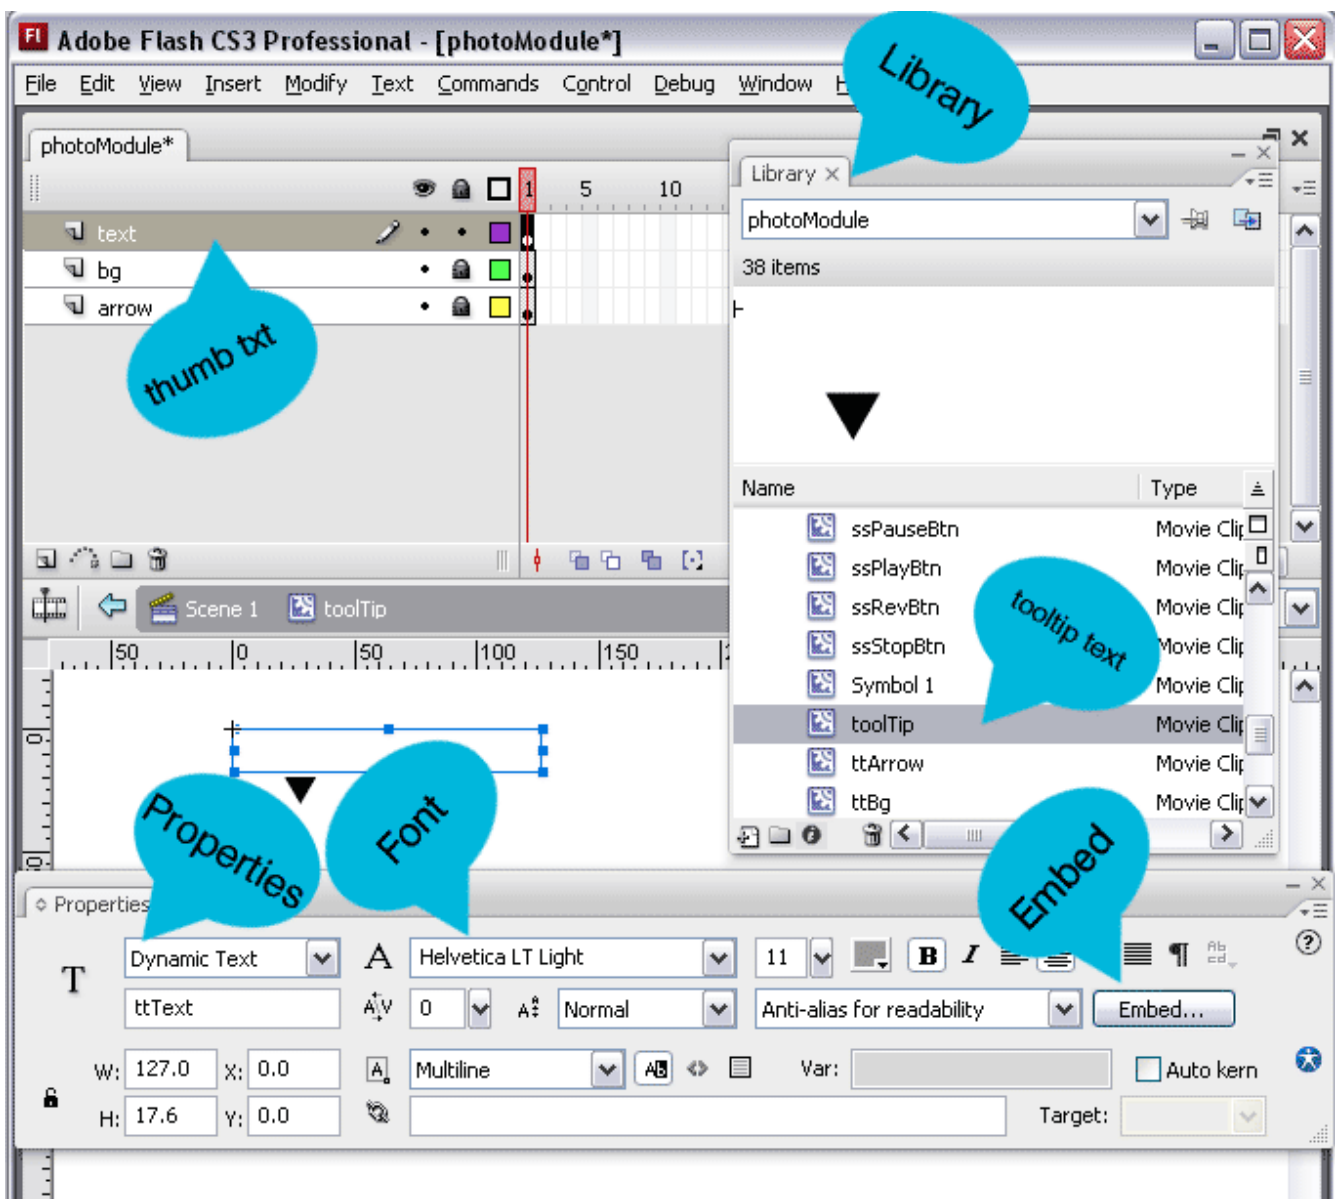 Fl Adobe Flash CS3 Professional - [photoModule*]
File Edit View Insert Modify Text Commands Control Debug Window
Library
photoModule*
1 5 10
text
bg
arrow
thumb txt
Library
photoModule
38 items
Name Type
ssPauseBtn Movie Clip
ssPlayBtn Movie Clip
ssRevBtn Movie Clip
ssStopBtn Movie Clip
Symbol 1 Movie Clip
toolTip Movie Clip
ttArrow Movie Clip
ttBg Movie Clip
tooltip text
Scene 1 toolTip
50 0 50 100 150
0
Properties
Font
Embed
Properties
T Dynamic Text A Helvetica LT Light 11 B I
ttText A|V 0 Normal Anti-alias for readability Embed...
W: 127.0 X: 0.0 Multiline AB <> Var: Auto kern
H: 17.6 Y: 0.0 Target: